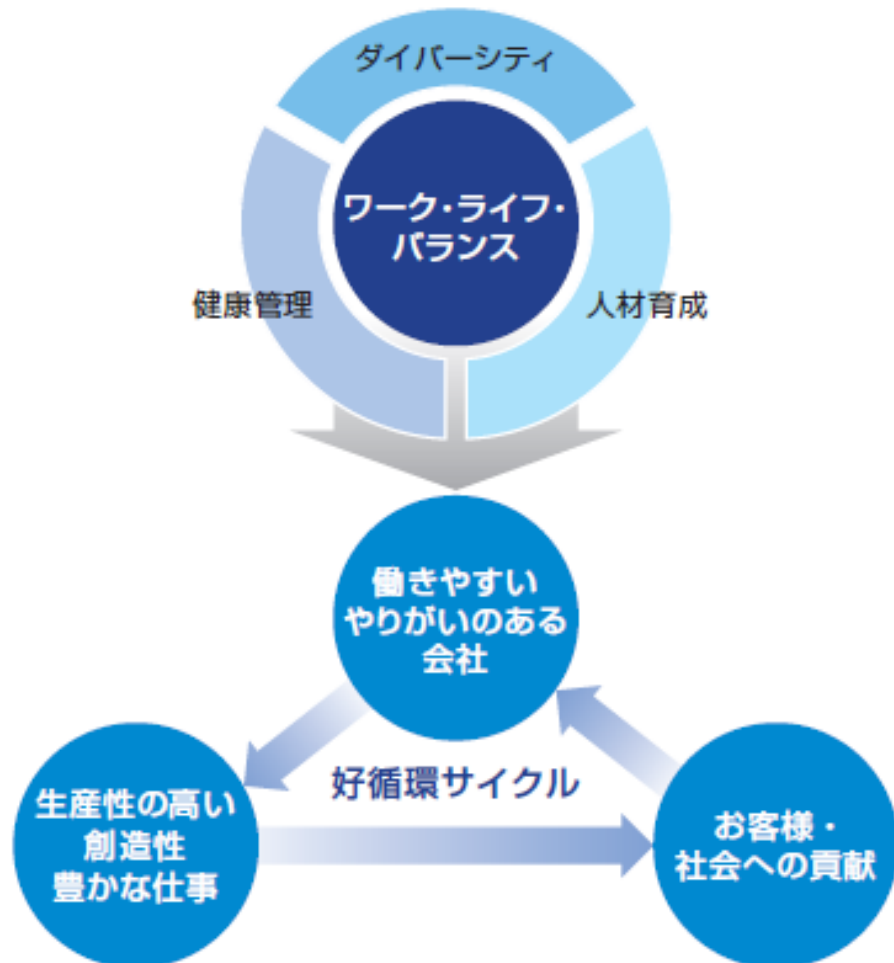 ダイバーシティ
ワーク・ライフ・
バランス
健康管理
人材育成
働きやすい
やりがいのある
会社
好循環サイクル
生産性の高い
創造性
豊かな仕事
お客様・
社会への貢献